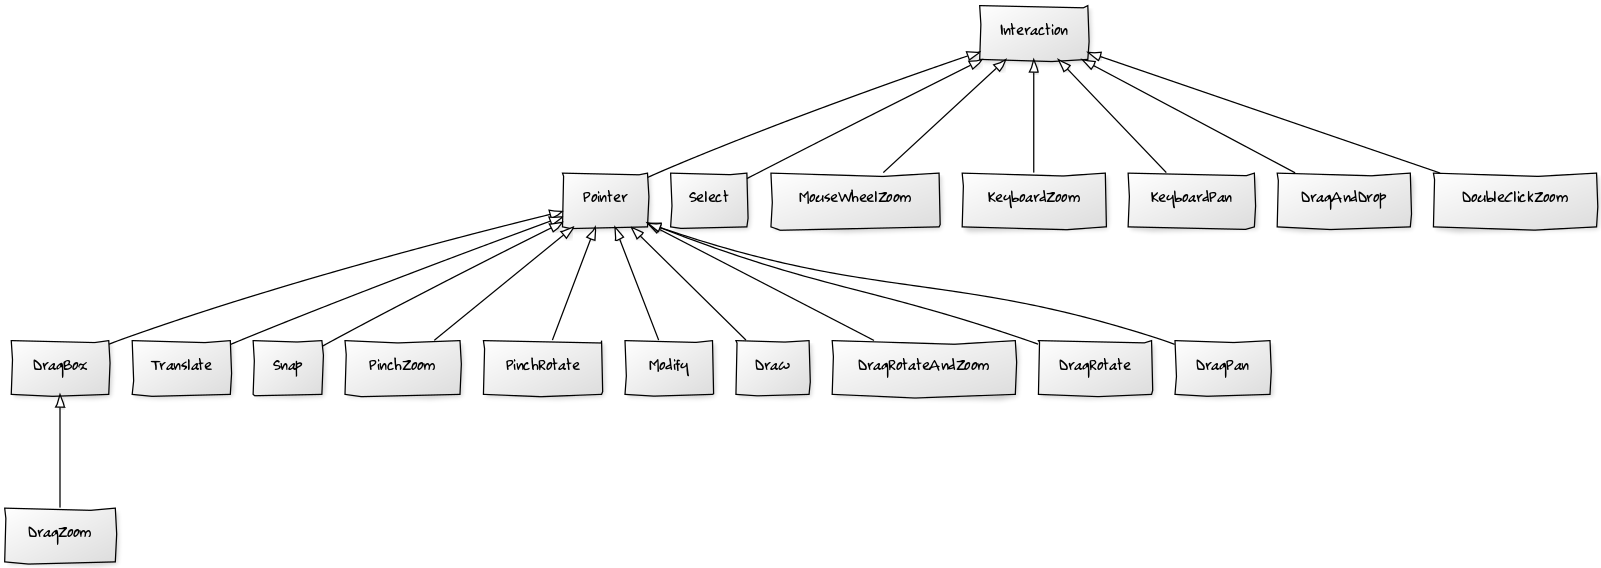 Interaction
Pointer
Select
MouseWheelZoom
KeyboardZoom
KeyboardPan
DragAndDrop
DoubleClickZoom
DragBox
Translate
Snap
PinchZoom
PinchRotate
Modify
Draw
DragRotateAndZoom
DragRotate
DragPan
DragZoom